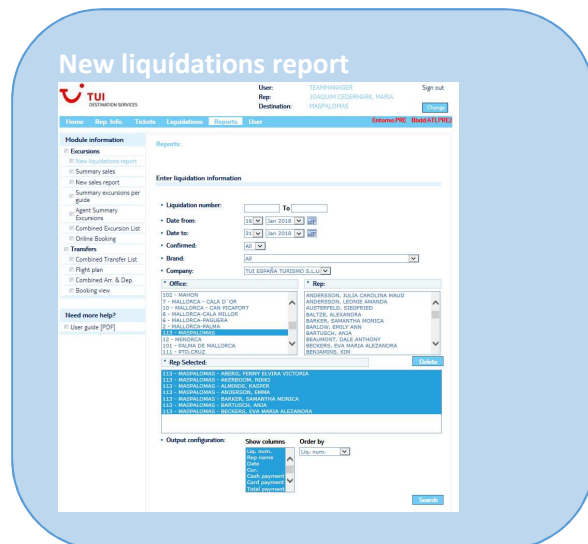 New liquídations report
TUI
DESTINATION SERVICES
User: TEAMMANAGER
Rep: JOAQUIM CEDERMARK, MARIA
Destination: MASPALOMAS
Sign out
Change
Home Rep. Info. Tickets Liquidations Reports User Entorno:PRE Bbdd:ATLPRE2
Module information
Excursions
New liquidations report
Summary sales
New sales report
Summary excursions per guide
Agent Summary Excursions
Combined Excursion List
Online Booking
Transfers
Combined Transfer List
Flight plan
Combined Arr. & Dep.
Booking view
Need more help?
User guide [PDF]
Reports:
Enter liquidation information
Liquidation number: To
Date from: 16 Jan 2018
Date to: 31 Jan 2018
Confirmed: All
Brand: All
Company: TUI ESPAÑA TURISMO S.L.U
Office:
102 - MAHON
7 - MALLORCA - CALA D´OR
10 - MALLORCA - CAN PICAFORT
8 - MALLORCA-CALA MILLOR
6 - MALLORCA-PAGUERA
2 - MALLORCA-PALMA
113 - MASPALOMAS
12 - MENORCA
101 - PALMA DE MALLORCA
111 - PTO.CRUZ
Rep:
ANDERSSON, JULIA CAROLINA MAUD
ANDERSSON, LEONIE AMANDA
AUSTERFELD, SIEGFRIED
BALTZE, ALEXANDRA
BARKER, SAMANTHA MONICA
BARLOW, EMILY ANN
BARTUSCH, ANJA
BEAUMONT, DALE ANTHONY
BECKERS, EVA MARIA ALEZANDRA
BENJAMINS, KIM
Rep Selected:
Delete
113 - MASPALOMAS - ABERG, FENNY ELVIRA VICTORIA
113 - MASPALOMAS - AKERBOOM, NIKKI
113 - MASPALOMAS - ALMINDE, KASPER
113 - MASPALOMAS - ANDERSON, EMMA
113 - MASPALOMAS - BARKER, SAMANTHA MONICA
113 - MASPALOMAS - BARTUSCH, ANJA
113 - MASPALOMAS - BECKERS, EVA MARIA ALEZANDRA
Output configuration:
Show columns
Liq. num.
Rep name
Date
Cur.
Cash payment
Card payment
Total payment
Order by
Liq. num.
Search